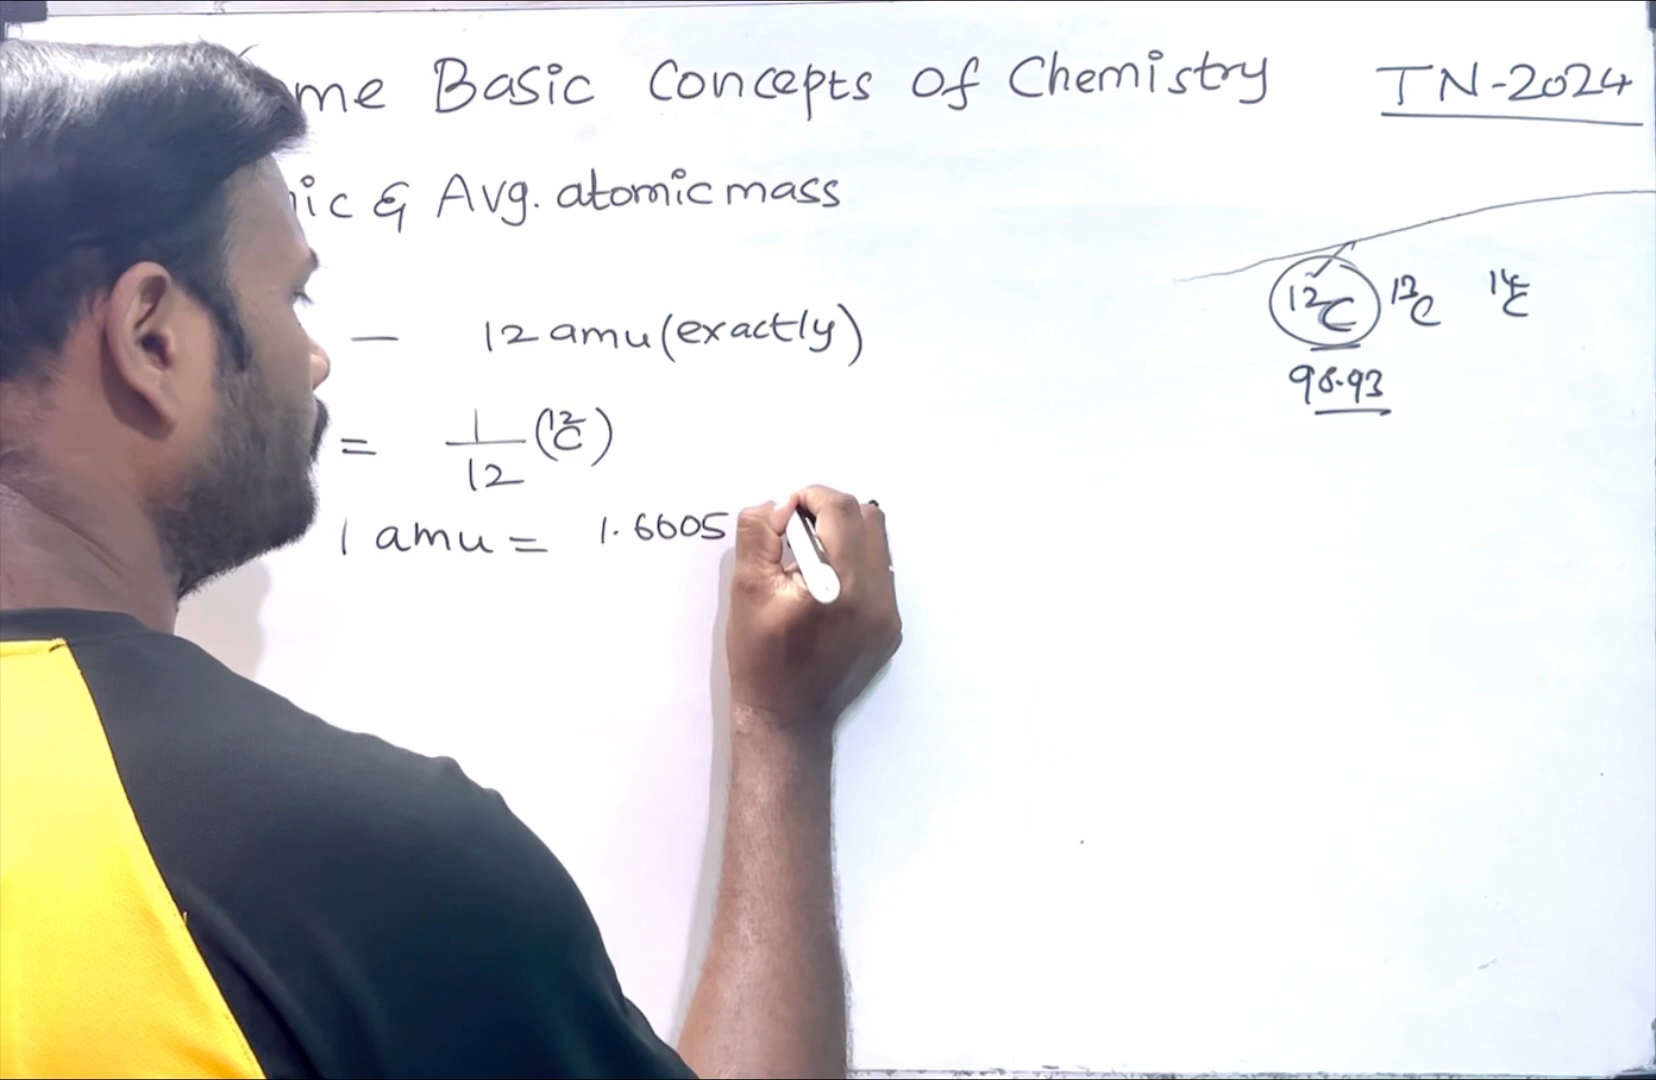 me Basic Concepts of Chemistry TN-2024
ic & Avg. atomic mass
— 12 amu (exactly)
= 1/12 (¹²C)
1 amu = 1.6605
¹²C ¹³C ¹⁴C
98.93